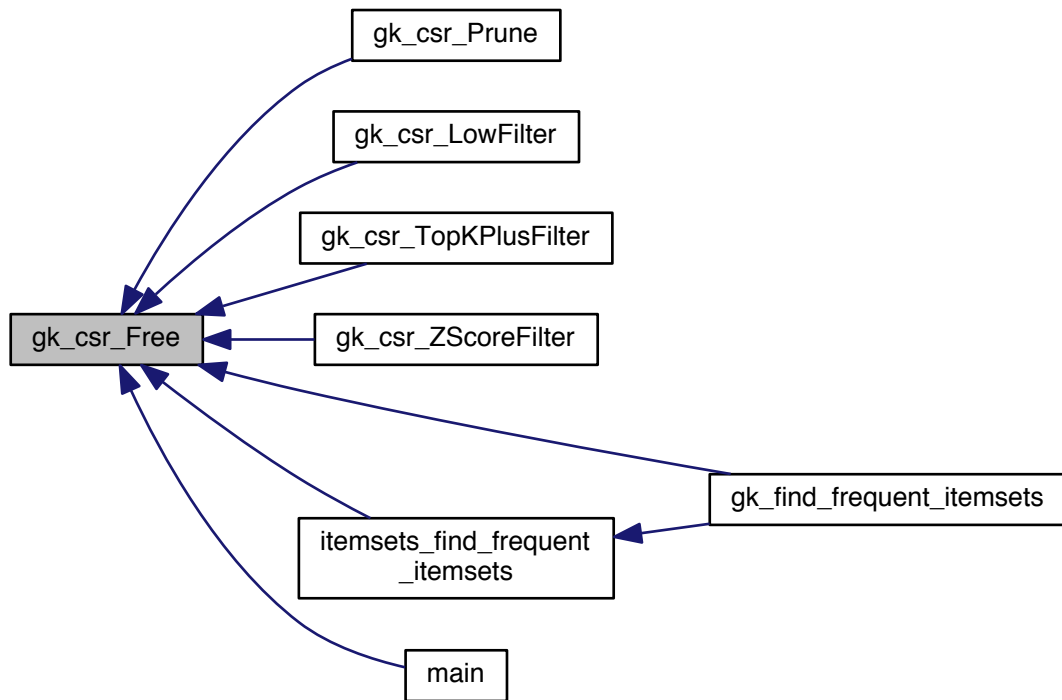 gk_csr_Prune
gk_csr_LowFilter
gk_csr_TopKPlusFilter
gk_csr_Free
gk_csr_ZScoreFilter
gk_find_frequent_itemsets
itemsets_find_frequent
_itemsets
main